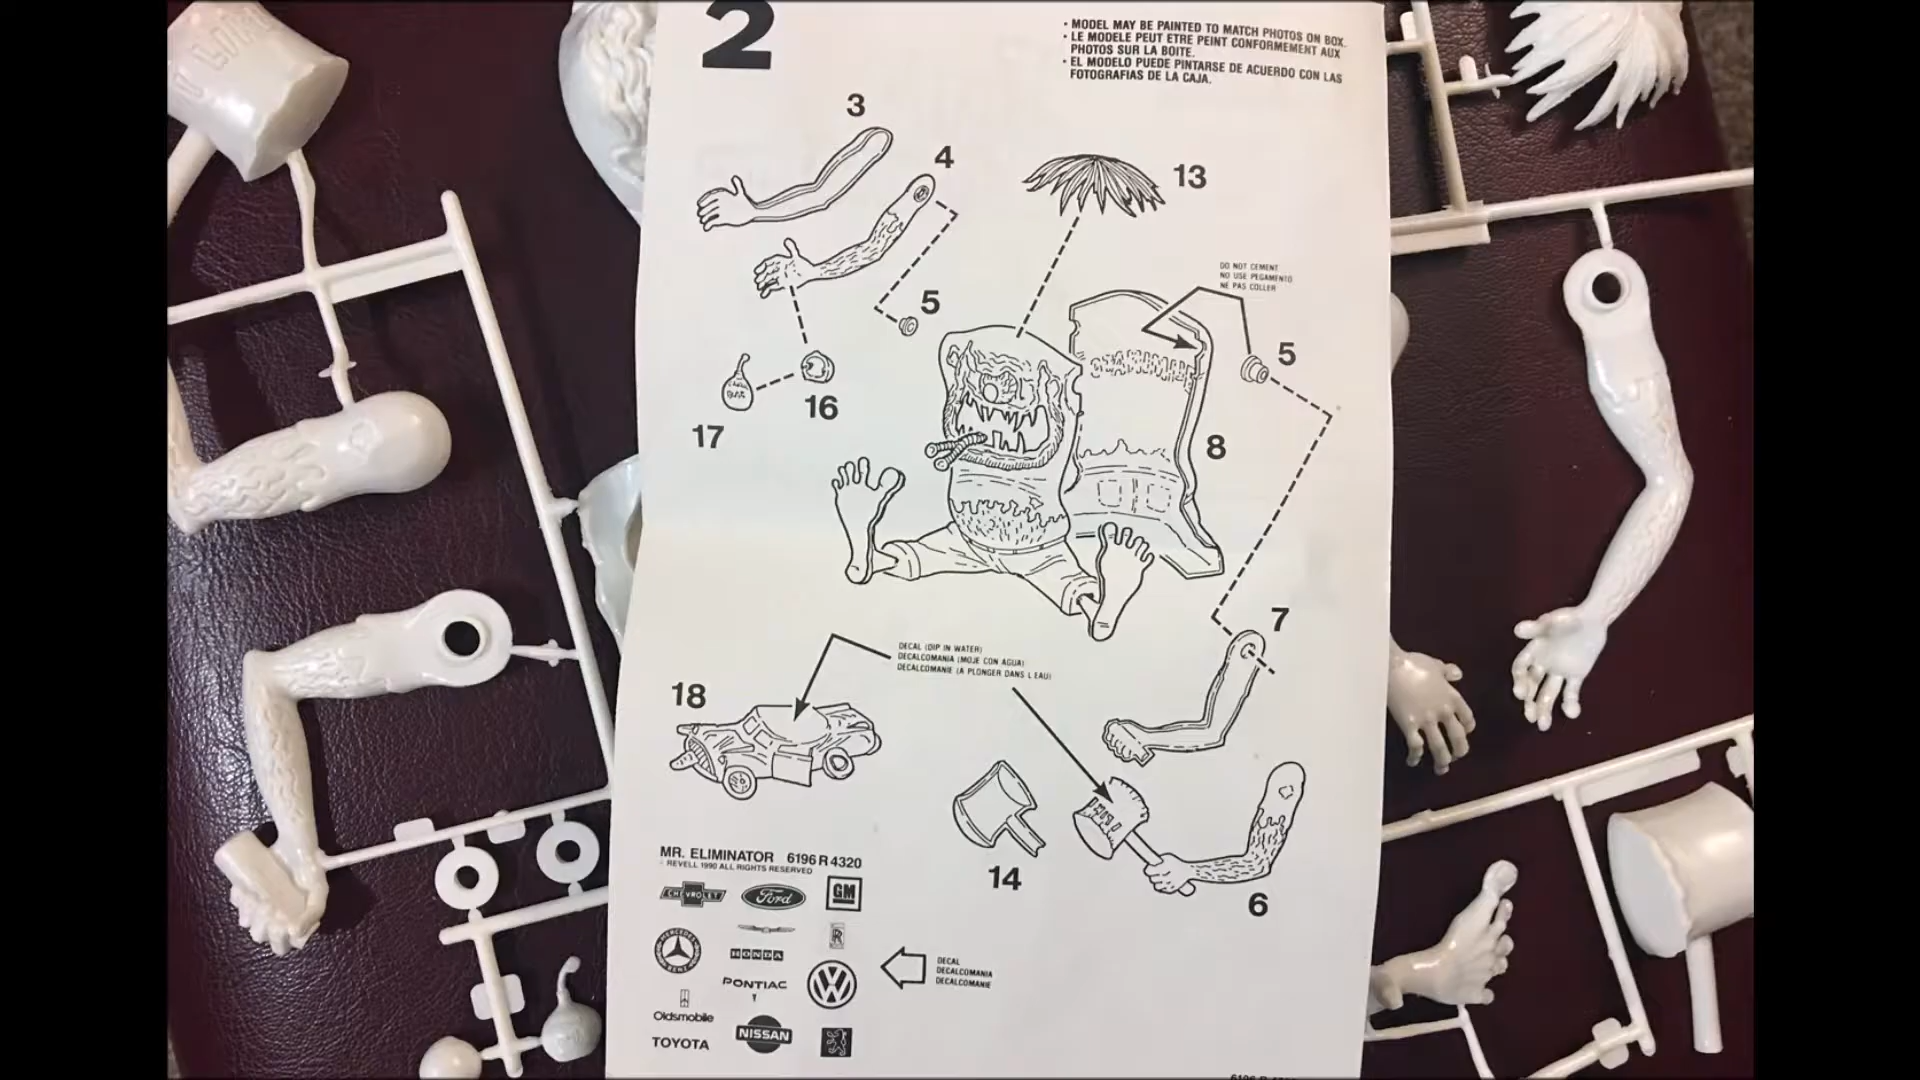 2
• MODEL MAY BE PAINTED TO MATCH PHOTOS ON BOX.
• LE MODELE PEUT ETRE PEINT CONFORMEMENT AUX
PHOTOS SUR LA BOITE.
• EL MODELO PUEDE PINTARSE DE ACUERDO CON LAS
FOTOGRAFIAS DE LA CAJA.
3
4
13
DO NOT CEMENT
NO USE PEGAMENTO
NE PAS COLLER
5
5
17
16
8
7
DECAL (DIP IN WATER)
DECALCOMANIA (MOJE CON AGUA)
DECALCOMANIE (A PLONGER DANS L EAU)
18
14
6
MR. ELIMINATOR 6196 R 4320
REVELL 1990 ALL RIGHTS RESERVED
CHEVROLET
Ford
GM
MERCEDES
BENZ
HONDA
PONTIAC
VW
DECAL
DECALCOMANIA
DECALCOMANIE
Oldsmobile
TOYOTA
NISSAN